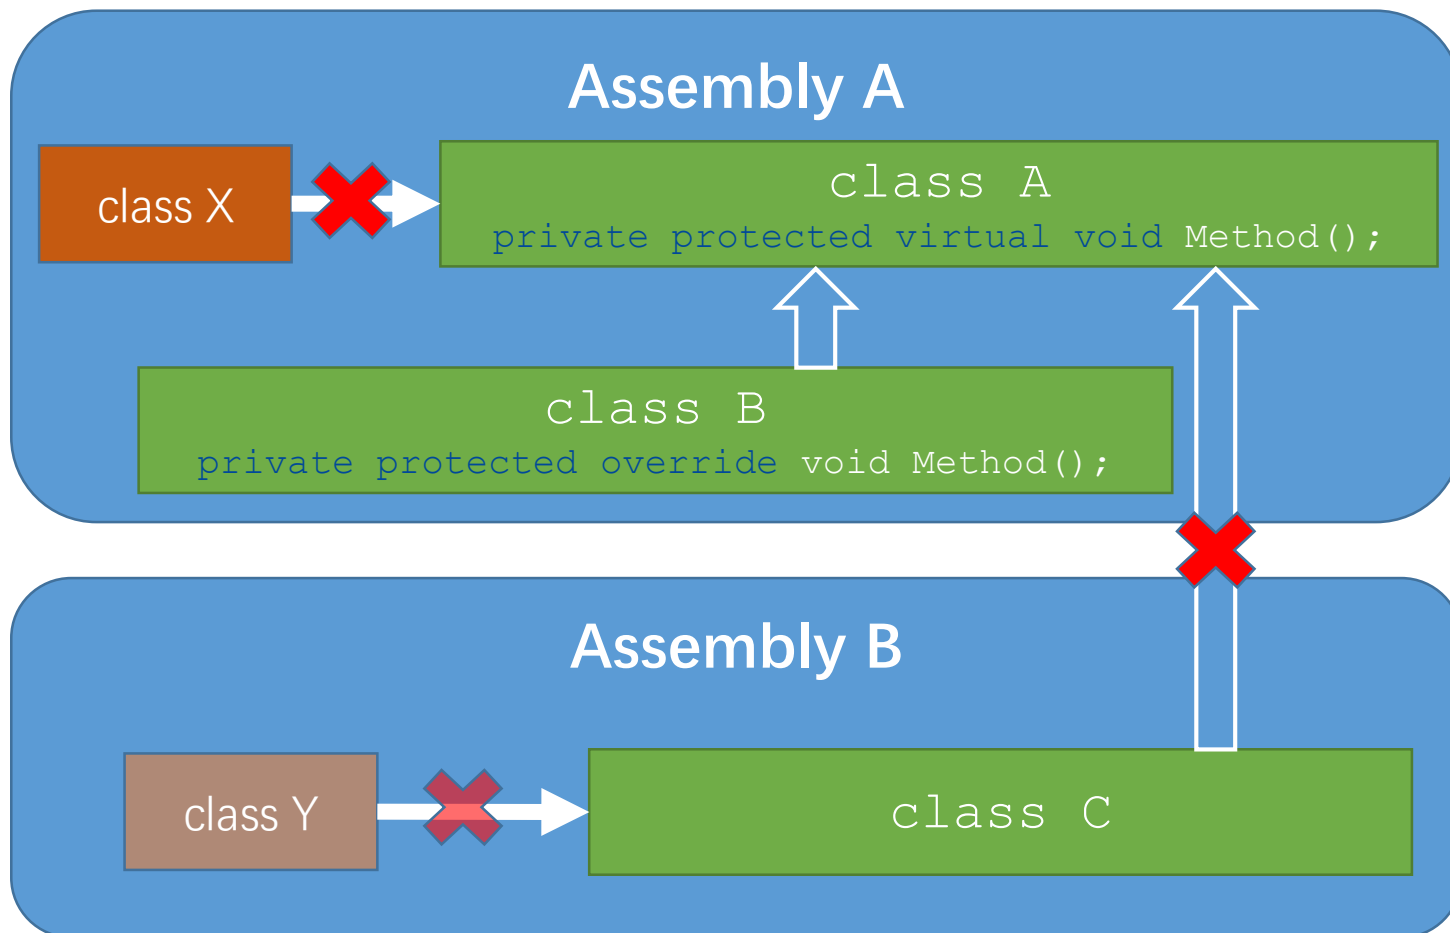 Assembly A
class X
class A
private protected virtual void Method();
class B
private protected override void Method();
Assembly B
class Y
class C